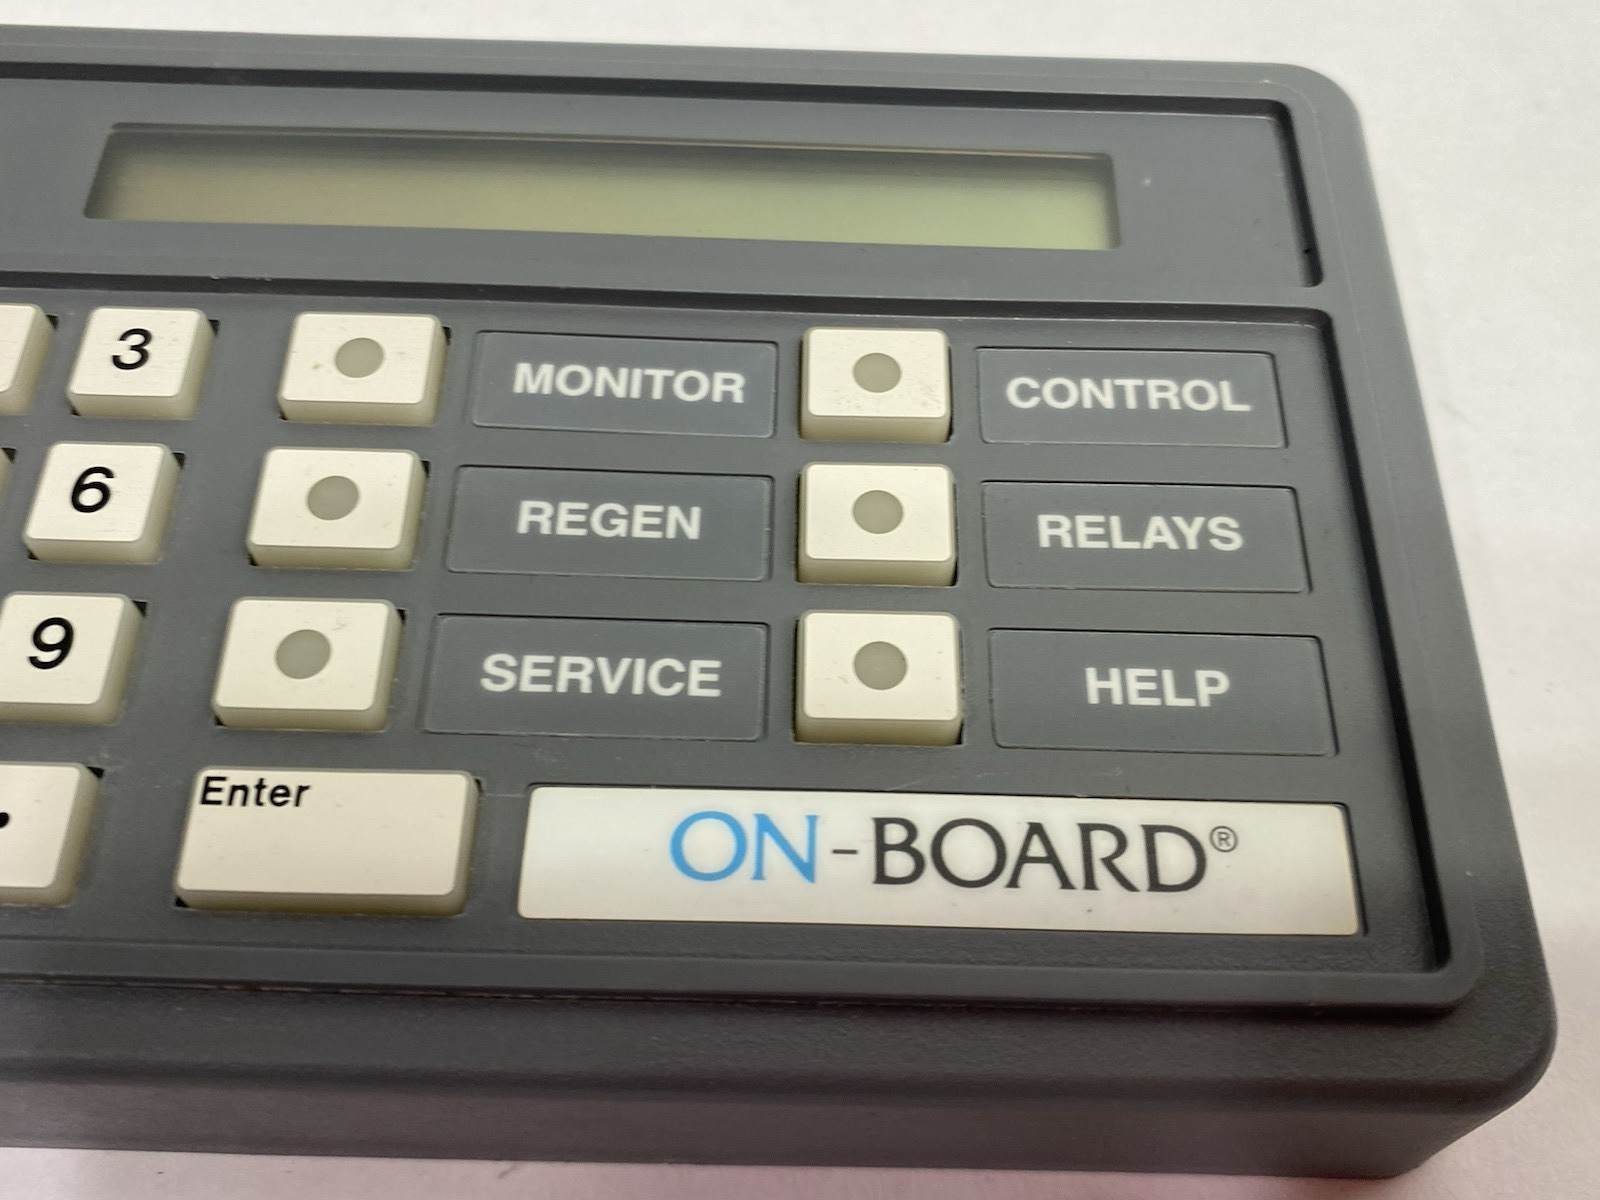 3 MONITOR CONTROL
6 REGEN RELAYS
9 SERVICE HELP
. Enter
ON-BOARD®